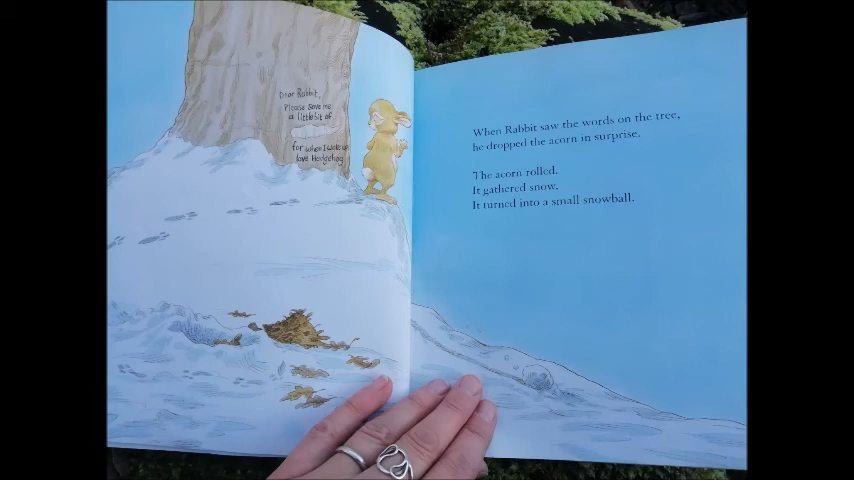 Dear Rabbit,
Please Save me
a little bit of
for when I wake up
love Hedgehog
When Rabbit saw the words on the tree,
he dropped the acorn in surprise.
The acorn rolled.
It gathered snow.
It turned into a small snowball.